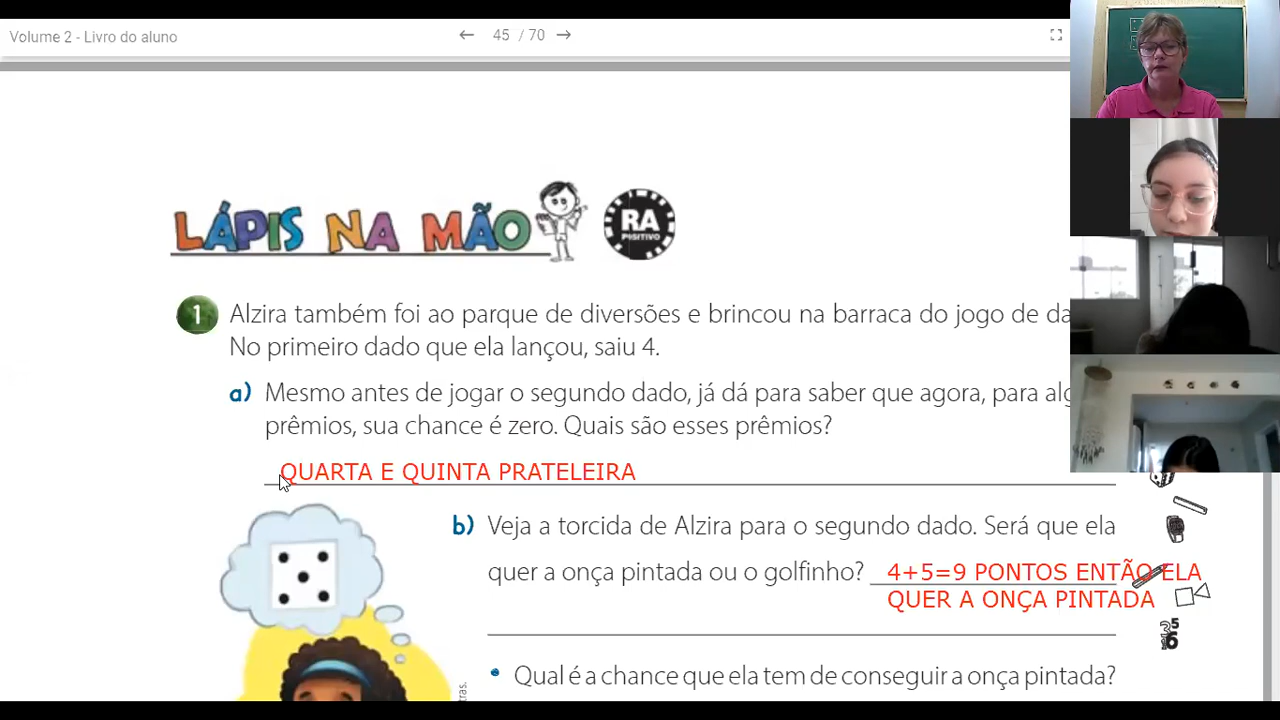 Volume 2 - Livro do aluno
← 45 / 70 →
LÁPIS NA MÃO
RA
PISITIVO
1 Alzira também foi ao parque de diversões e brincou na barraca do jogo de
No primeiro dado que ela lançou, saiu 4.
a) Mesmo antes de jogar o segundo dado, já dá para saber que agora, para
prêmios, sua chance é zero. Quais são esses prêmios?
QUARTA E QUINTA PRATELEIRA
b) Veja a torcida de Alzira para o segundo dado. Será que ela
quer a onça pintada ou o golfinho? 4+5=9 PONTOS ENTÃO ELA
QUER A ONÇA PINTADA
• Qual é a chance que ela tem de conseguir a onça pintada?